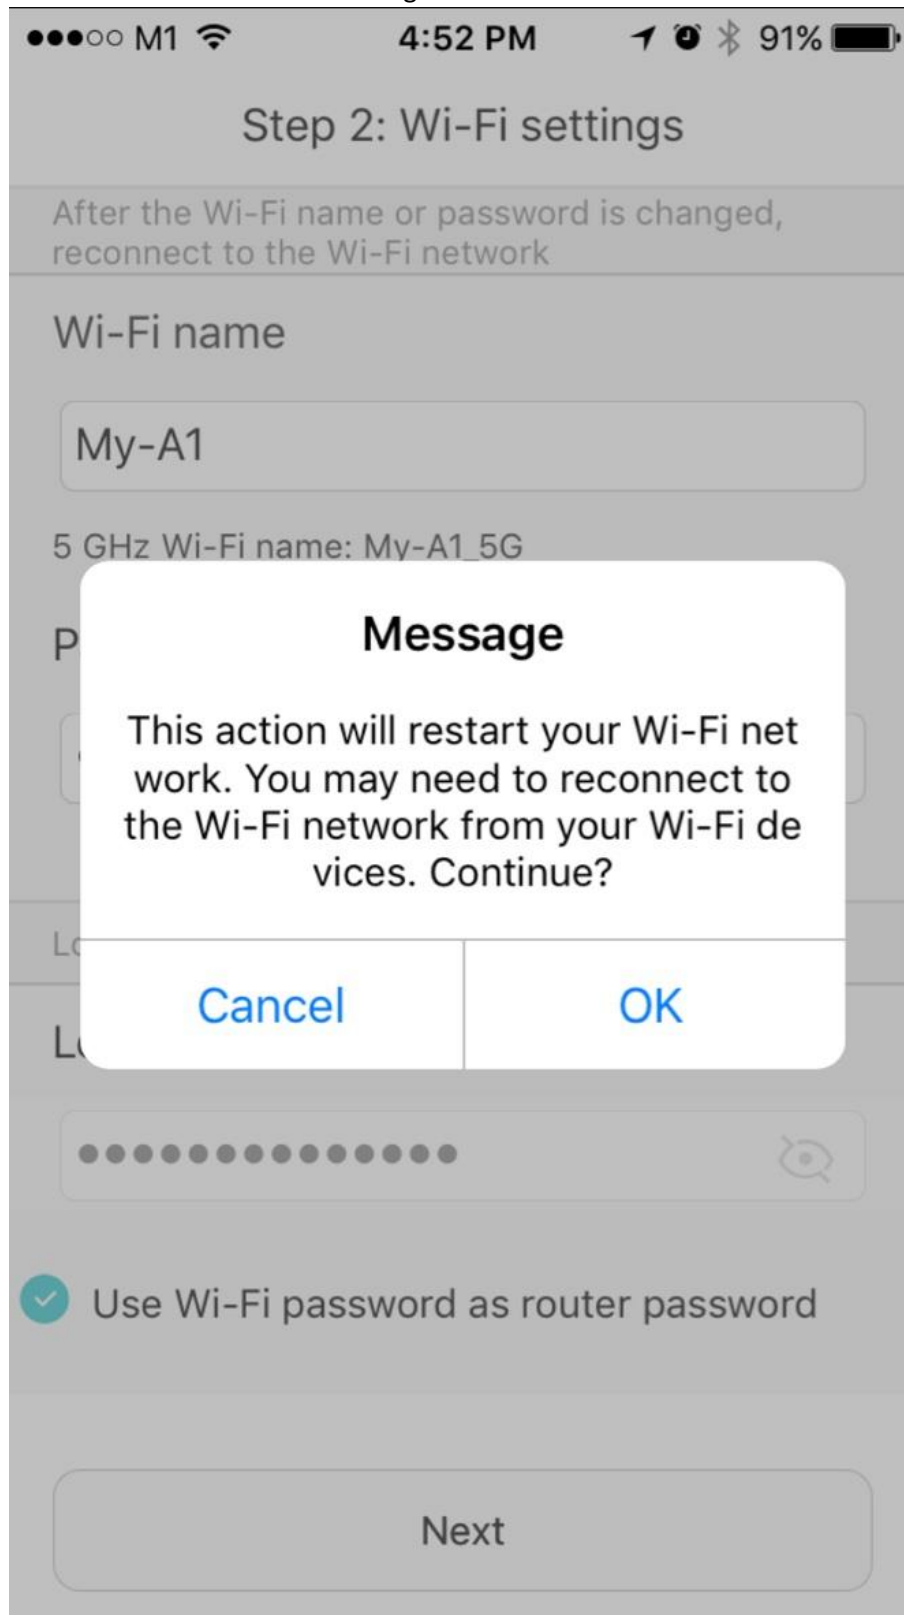 M1 4:52 PM 91%
Step 2: Wi-Fi settings
After the Wi-Fi name or password is changed,
reconnect to the Wi-Fi network
Wi-Fi name
My-A1
5 GHz Wi-Fi name: My-A1_5G
Message
This action will restart your Wi-Fi net
work. You may need to reconnect to
the Wi-Fi network from your Wi-Fi de
vices. Continue?
Cancel OK
Use Wi-Fi password as router password
Next